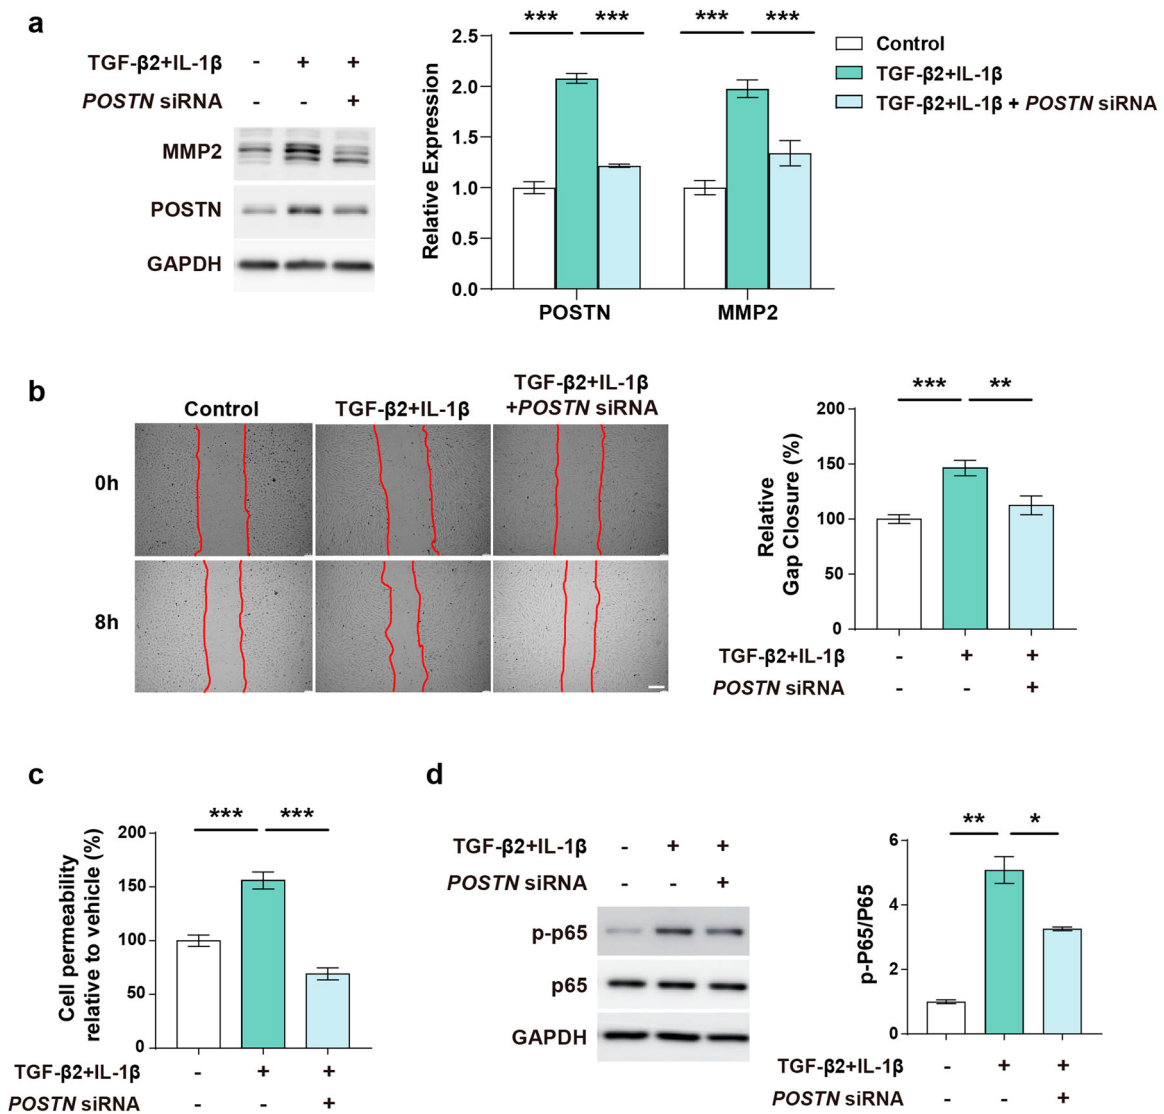 a
TGF-β2+IL-1β - + +
POSTN siRNA - - +
MMP2
POSTN
GAPDH
*** *** *** ***
Relative Expression
2.5
2.0
1.5
1.0
0.5
0.0
POSTN MMP2
Control
TGF-β2+IL-1β
TGF-β2+IL-1β + POSTN siRNA
b
Control
TGF-β2+IL-1β
TGF-β2+IL-1β
+POSTN siRNA
0h
8h
*** **
Relative
Gap Closure (%)
200
150
100
50
0
TGF-β2+IL-1β - + +
POSTN siRNA - - +
c
*** ***
Cell permeability
relative to vehicle (%)
200
150
100
50
0
TGF-β2+IL-1β - + +
POSTN siRNA - - +
d
TGF-β2+IL-1β - + +
POSTN siRNA - - +
p-p65
p65
GAPDH
** *
p-P65/P65
6
4
2
0
TGF-β2+IL-1β - + +
POSTN siRNA - - +